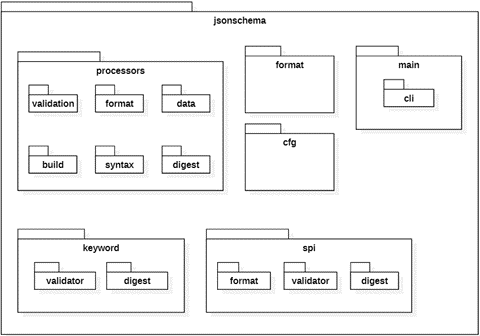 jsonschema
processors
validation
format
data
build
syntax
digest
format
cfg
main
cli
keyword
validator
digest
spi
format
validator
digest